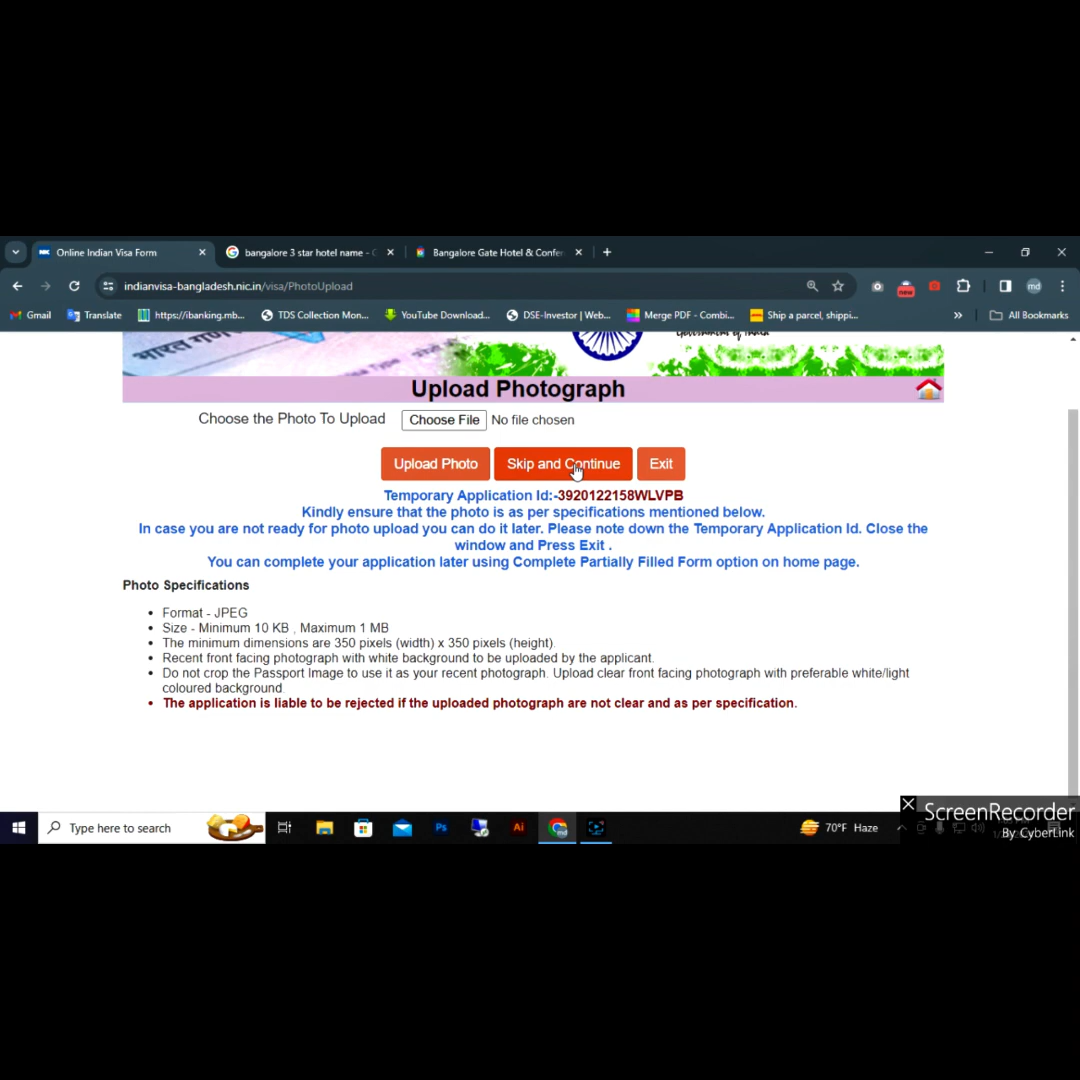 Online Indian Visa Form
bangalore 3 star hotel name - G
Bangalore Gate Hotel & Confer
indianvisa-bangladesh.nic.in/visa/PhotoUpload
new
md
Gmail
Translate
https://ibanking.mb...
TDS Collection Mon...
YouTube Download...
DSE-Investor | Web...
Merge PDF - Combi...
Ship a parcel, shippi...
All Bookmarks
भारत गण
Government of India
Upload Photograph
Choose the Photo To Upload
Choose File No file chosen
Upload Photo
Skip and Continue
Exit
Temporary Application Id:-3920122158WLVPB
Kindly ensure that the photo is as per specifications mentioned below.
In case you are not ready for photo upload you can do it later. Please note down the Temporary Application Id. Close the
window and Press Exit .
You can complete your application later using Complete Partially Filled Form option on home page.
Photo Specifications
Format - JPEG
Size - Minimum 10 KB , Maximum 1 MB
The minimum dimensions are 350 pixels (width) x 350 pixels (height).
Recent front facing photograph with white background to be uploaded by the applicant.
Do not crop the Passport Image to use it as your recent photograph. Upload clear front facing photograph with preferable white/light
coloured background
The application is liable to be rejected if the uploaded photograph are not clear and as per specification.
ScreenRecorder
By CyberLink
Type here to search
Ps
Ai
70°F Haze